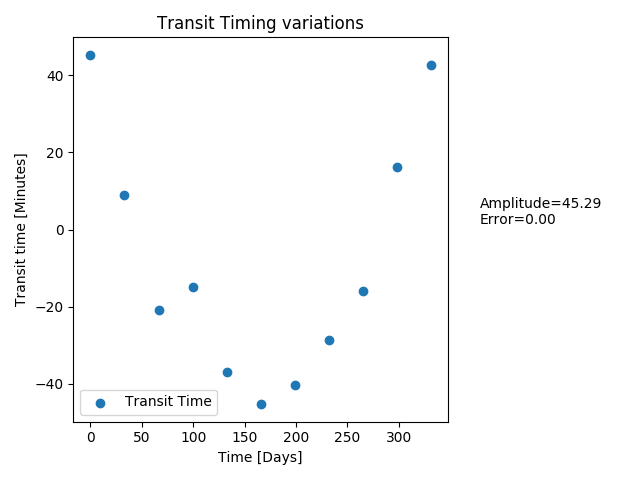 Transit Timing variations
Transit time [Minutes]
40
20
0
−20
−40
Transit Time
0 50 100 150 200 250 300
Time [Days]
Amplitude=45.29
Error=0.00